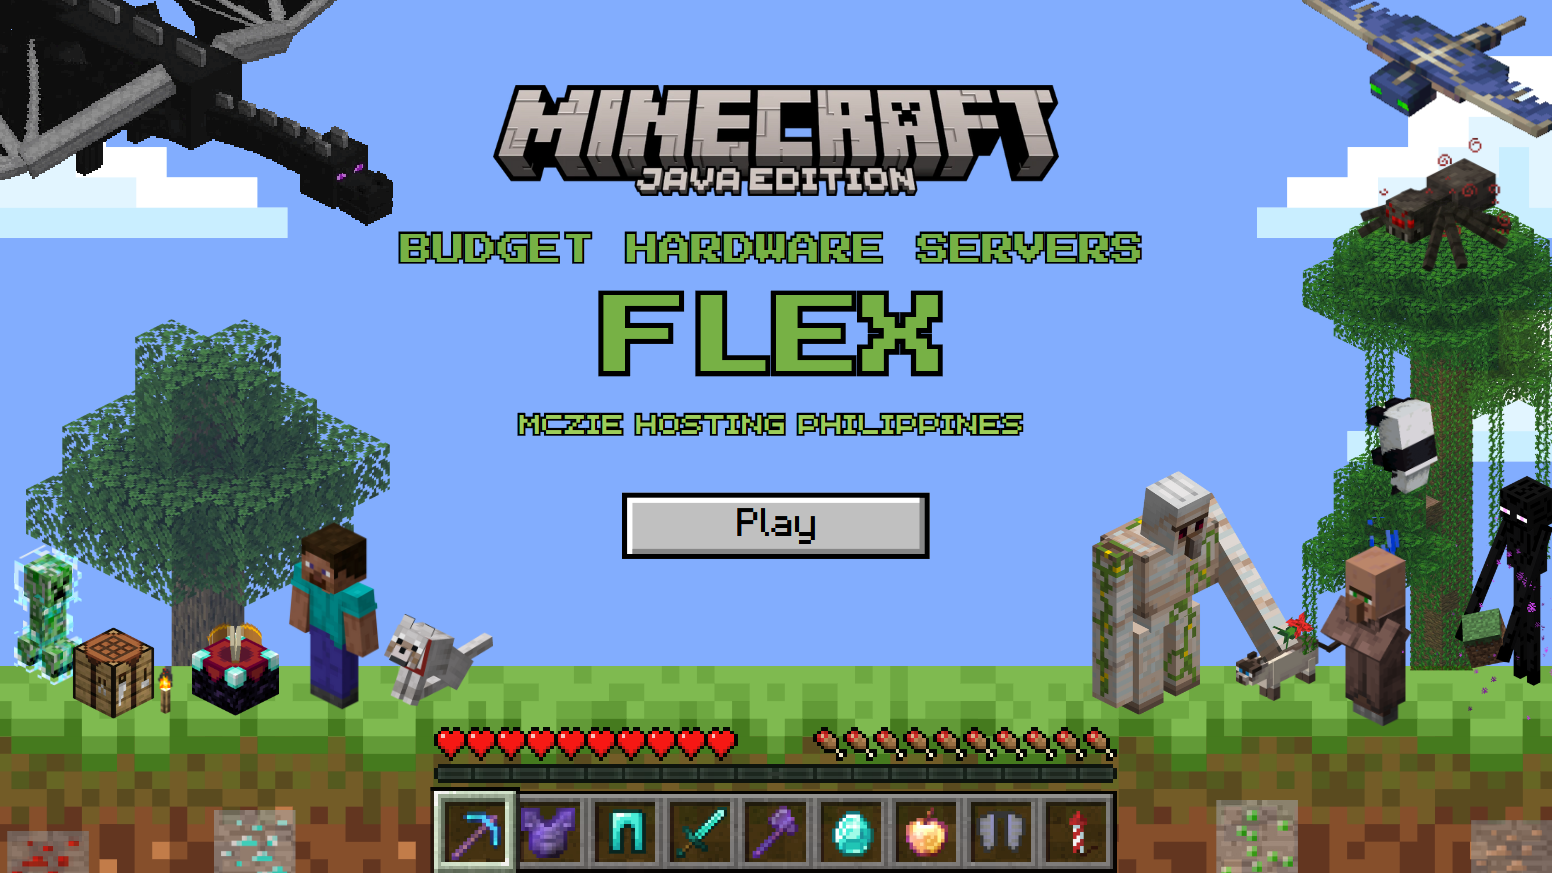 MINECRAFT
JAVA EDITION
BUDGET HARDWARE SERVERS
FLEX
MCZIE HOSTING PHILIPPINES
Play